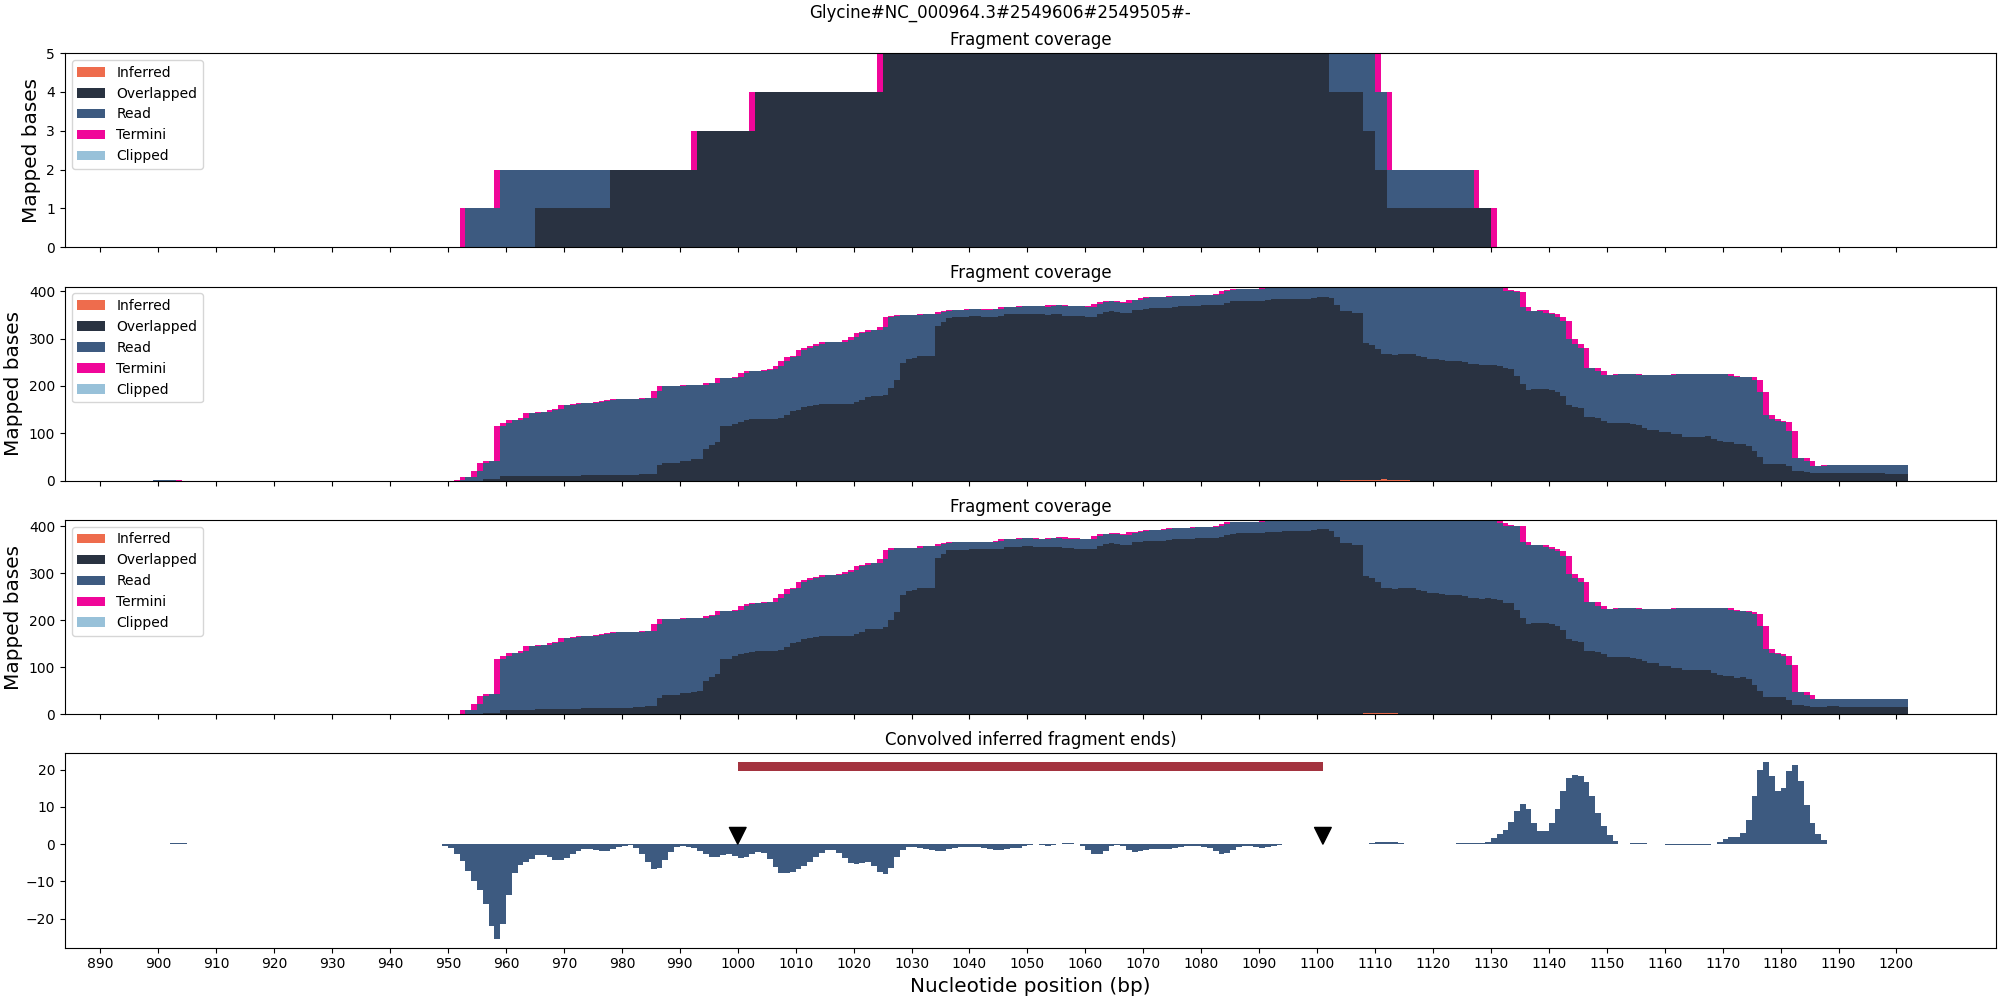 Glycine#NC_000964.3#2549606#2549505#-
Fragment coverage
Mapped bases
5
4
3
2
1
0
Inferred
Overlapped
Read
Termini
Clipped
Fragment coverage
Mapped bases
400
300
200
100
0
Inferred
Overlapped
Read
Termini
Clipped
Fragment coverage
Mapped bases
400
300
200
100
0
Inferred
Overlapped
Read
Termini
Clipped
Convolved inferred fragment ends)
20
10
0
−10
−20
890 900 910 920 930 940 950 960 970 980 990 1000 1010 1020 1030 1040 1050 1060 1070 1080 1090 1100 1110 1120 1130 1140 1150 1160 1170 1180 1190 1200
Nucleotide position (bp)